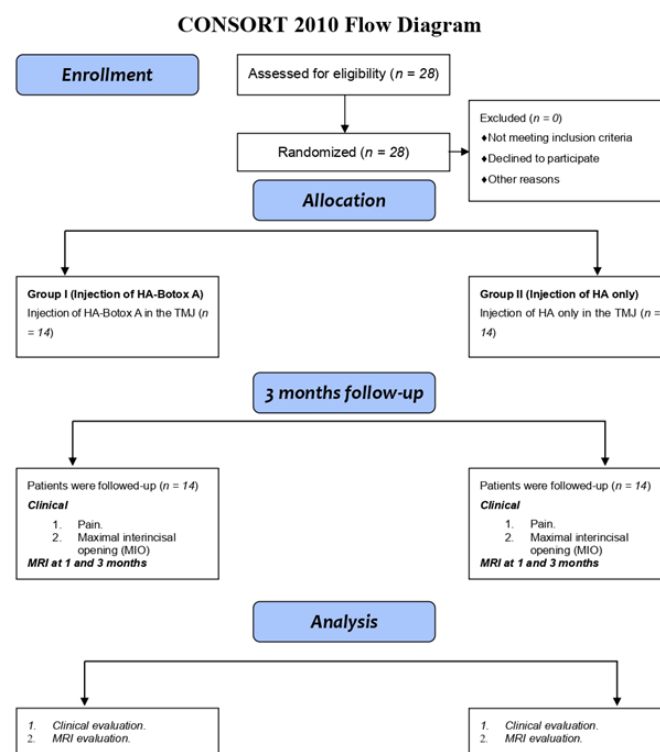 CONSORT 2010 Flow Diagram
Enrollment
Assessed for eligibility (n = 28)
Randomized (n = 28)
Excluded (n = 0)
♦Not meeting inclusion criteria
♦Declined to participate
♦Other reasons
Allocation
Group I (Injection of HA-Botox A)
Injection of HA-Botox A in the TMJ (n
= 14)
Group II (Injection of HA only)
Injection of HA only in the TMJ (n =
14)
3 months follow-up
Patients were followed-up (n = 14)
Clinical
1. Pain.
2. Maximal interincisal
opening (MIO)
MRI at 1 and 3 months
Patients were followed-up (n = 14)
Clinical
1. Pain.
2. Maximal interincisal
opening (MIO)
MRI at 1 and 3 months
Analysis
1. Clinical evaluation.
2. MRI evaluation.
1. Clinical evaluation.
2. MRI evaluation.